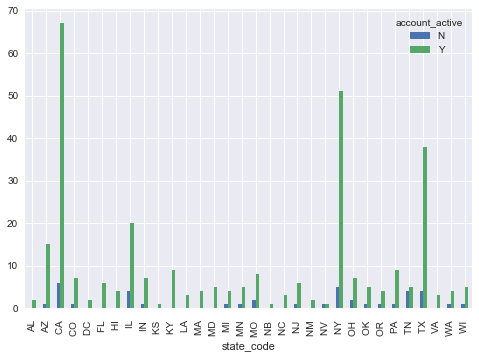 account_active
N
Y
70
60
50
40
30
20
10
0
AL AZ CA CO DC FL HI IL IN KS KY LA MA MD MI MN MO NB NC NJ NM NV NY OH OK OR PA TN TX VA WA WI
state_code